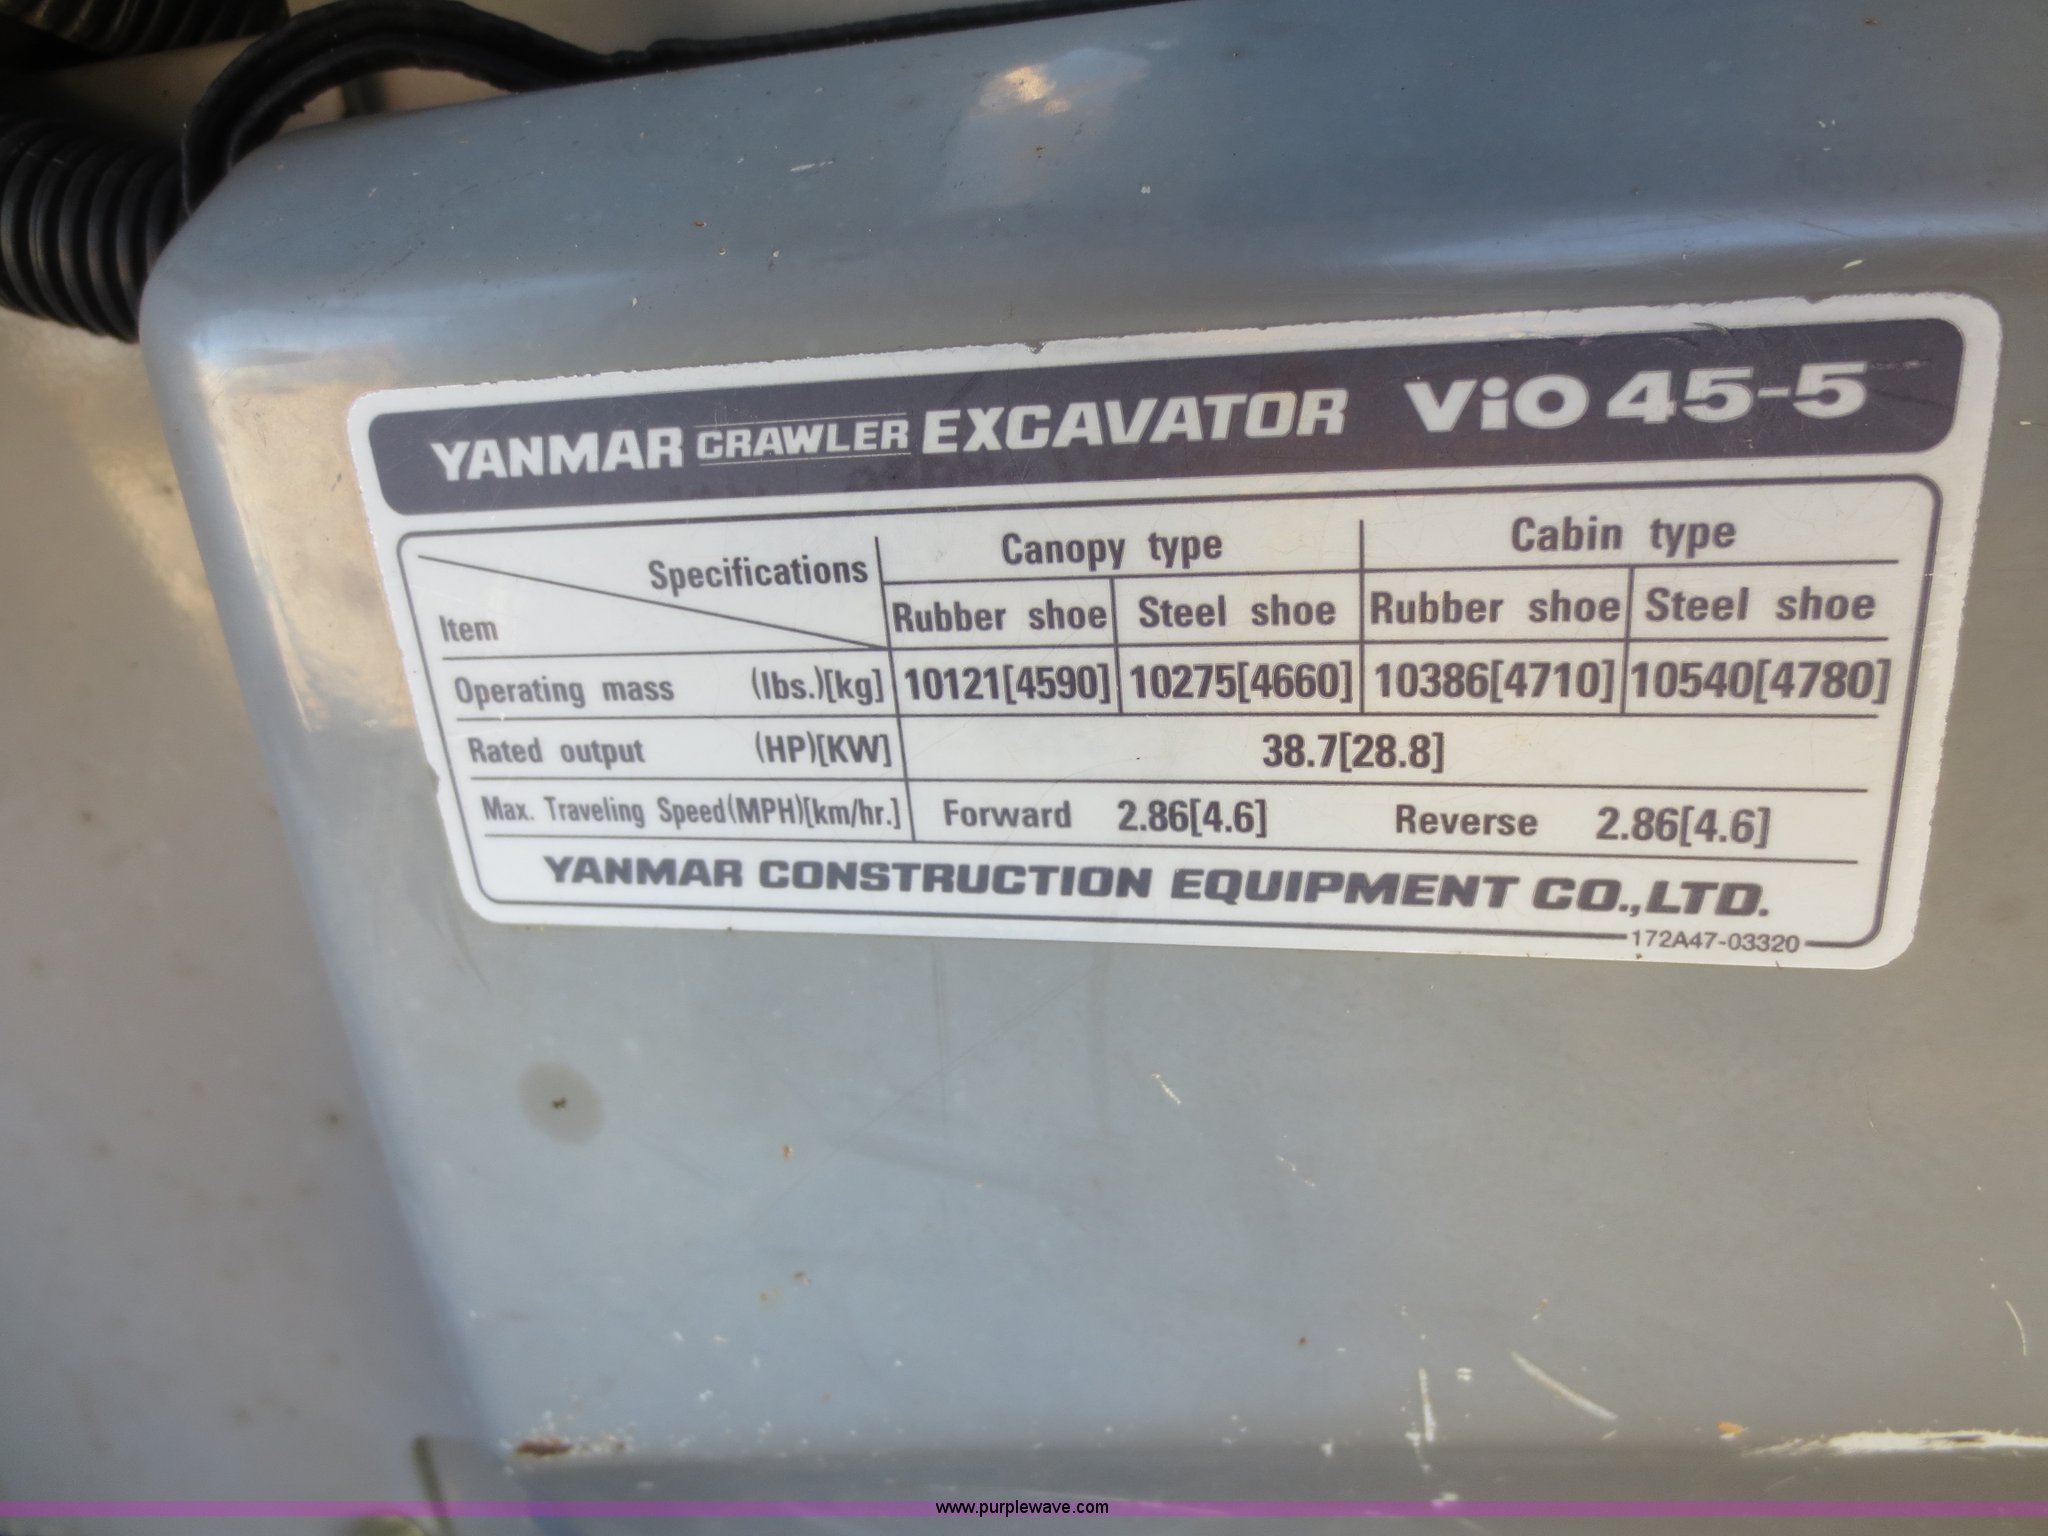 YANMAR CRAWLER EXCAVATOR ViO 45-5
Specifications Canopy type Cabin type
Item Rubber shoe Steel shoe Rubber shoe Steel shoe
Operating mass (lbs.)[kg] 10121[4590] 10275[4660] 10386[4710] 10540[4780]
Rated output (HP)[KW] 38.7[28.8]
Max. Traveling Speed(MPH)[km/hr.] Forward 2.86[4.6] Reverse 2.86[4.6]
YANMAR CONSTRUCTION EQUIPMENT CO.,LTD.
172A47-03320
www.purplewave.com